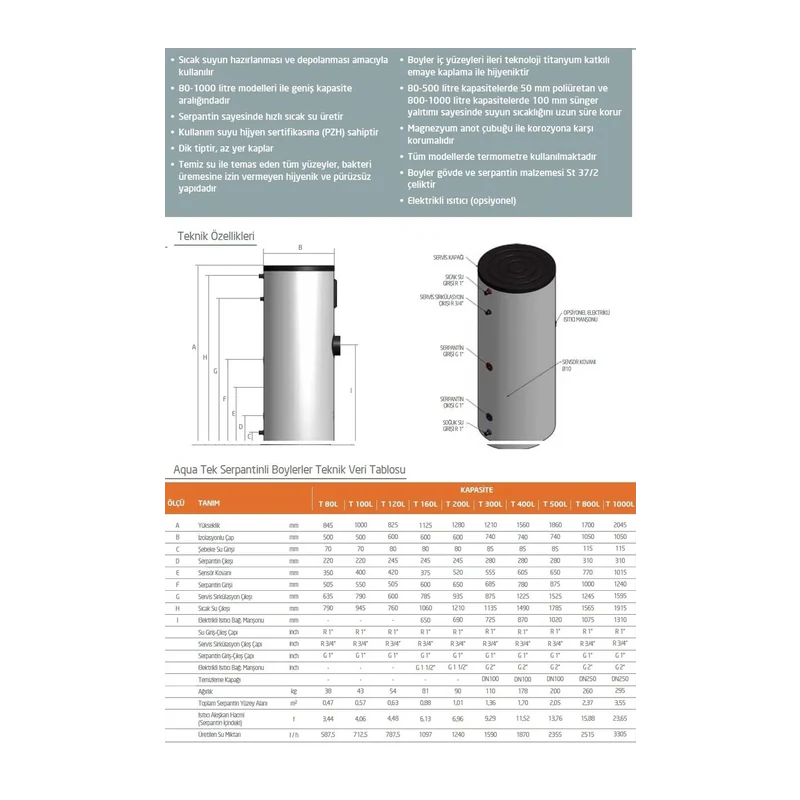 • Sıcak suyun hazırlanması ve depolanması amacıyla
kullanılır
• 80-1000 litre modelleri ile geniş kapasite
aralığındadır
• Serpantin sayesinde hızlı sıcak su üretir
• Kullanım suyu hijyen sertifikasına (PZH) sahiptir
• Dik tiptir, az yer kaplar
• Temiz su ile temas eden tüm yüzeyler, bakteri
üremesine izin vermeyen hijyenik ve pürüzsüz
yapıdadır
• Boyler iç yüzeyleri ileri teknoloji titanyum katkılı
emaye kaplama ile hijyeniktir
• 80-500 litre kapasitelerde 50 mm poliüretan ve
800-1000 litre kapasitelerde 100 mm sünger
yalıtımı sayesinde suyun sıcaklığını uzun süre korur
• Magnezyum anot çubuğu ile korozyona karşı
korumalıdır
• Tüm modellerde termometre kullanılmaktadır
• Boyler gövde ve serpantin malzemesi St 37/2
çeliktir
• Elektrikli ısıtıcı (opsiyonel)
Teknik Özellikleri
B
A
H
G
F
E
D
C
I
SERVİS KAPAĞI
SICAK SU
GİRİŞİ R 1"
SERVİS SİRKÜLASYON
ÇIKIŞI R 3/4"
SERPANTİN
GİRİŞİ G 1"
SERPANTİN
ÇIKIŞI G 1"
SOĞUK SU
GİRİŞİ R 1"
OPSİYONEL ELEKTRİKLİ
ISITICI MANŞONU
SENSOR KOVANI
Ø10
Aqua Tek Serpantinli Boylerler Teknik Veri Tablosu
KAPASİTE
ÖLÇÜ TANIM T 80L T 100L T 120L T 160L T 200L T 300L T 400L T 500L T 800L T 1000L
A Yükseklik mm 845 1000 825 1125 1280 1210 1560 1860 1700 2045
B İzolasyonlu Çap mm 500 500 600 600 600 740 740 740 1050 1050
C Şebeke Su Girişi mm 70 70 80 80 80 85 85 85 115 115
D Serpantin Çıkışı mm 220 220 245 245 245 280 280 280 310 310
E Sensör Kovanı mm 350 400 420 375 520 555 605 650 770 1015
F Serpantin Girişi mm 505 550 505 600 650 685 780 875 1000 1240
G Servis Sirkülasyon Çıkışı mm 635 790 600 785 935 875 1225 1525 1245 1595
H Sıcak Su Çıkışı mm 790 945 760 1060 1210 1135 1490 1785 1565 1915
I Elektrikli Isıtıcı Bağ. Manşonu mm - - - 650 690 725 870 1020 1075 1310
Su Giriş-Çıkış Çapı inch R 1" R 1" R 1" R 1" R 1" R 1" R 1" R 1" R 1" R 1"
Servis Sirkülasyon Çıkış Çapı inch R 3/4" R 3/4" R 3/4" R 3/4" R 3/4" R 3/4" R 3/4" R 3/4" R 3/4" R 3/4"
Serpantin Giriş-Çıkış Çapı inch G 1" G 1" G 1" G 1" G 1" G 1" G 1" G 1" G 1" G 1"
Elektrikli Isıtıcı Bağ. Manşonu inch - - - G 1 1/2" G 1 1/2" G 2" G 2" G 2" G 2" G 2"
Temizleme Kapağı - - - - - DN100 DN100 DN100 DN250 DN250
Ağırlık kg 38 43 54 81 90 110 178 200 260 295
Toplam Serpantin Yüzey Alanı m² 0,47 0,57 0,63 0,88 1,01 1,36 1,70 2,05 2,37 3,55
Isıtıcı Akışkan Hacmi
(Serpantin İçindeki) ℓ 3,44 4,06 4,48 6,13 6,96 9,29 11,52 13,76 15,88 23,65
Üretilen Su Miktarı ℓ / h 587,5 712,5 787,5 1097 1240 1590 1870 2355 2515 3305